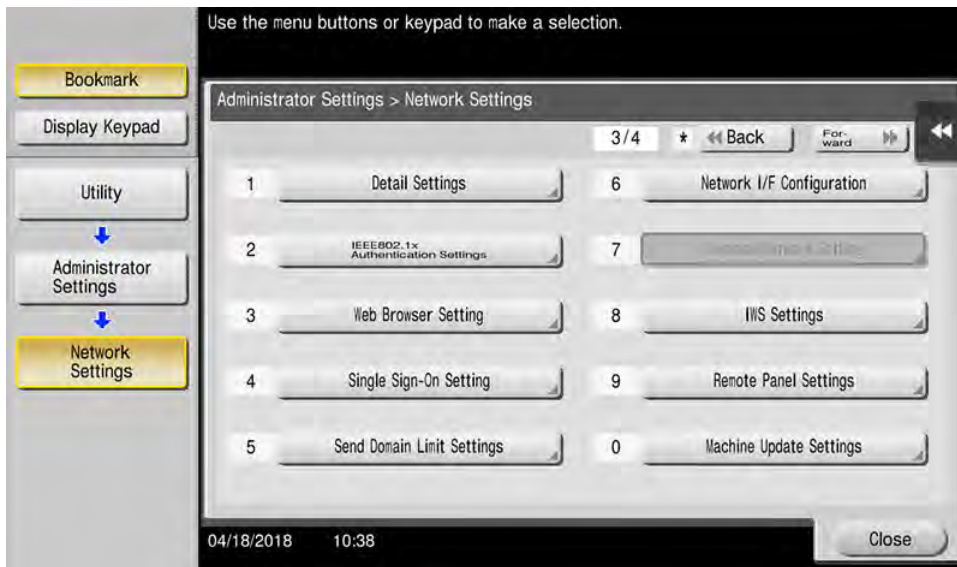 Use the menu buttons or keypad to make a selection.
Bookmark
Display Keypad
Utility
Administrator
Settings
Network
Settings
Administrator Settings > Network Settings
3/4 * Back For-
ward
1 Detail Settings
2 IEEE802.1x
Authentication Settings
3 Web Browser Setting
4 Single Sign-On Setting
5 Send Domain Limit Settings
6 Network I/F Configuration
7
8 IWS Settings
9 Remote Panel Settings
0 Machine Update Settings
04/18/2018 10:38
Close